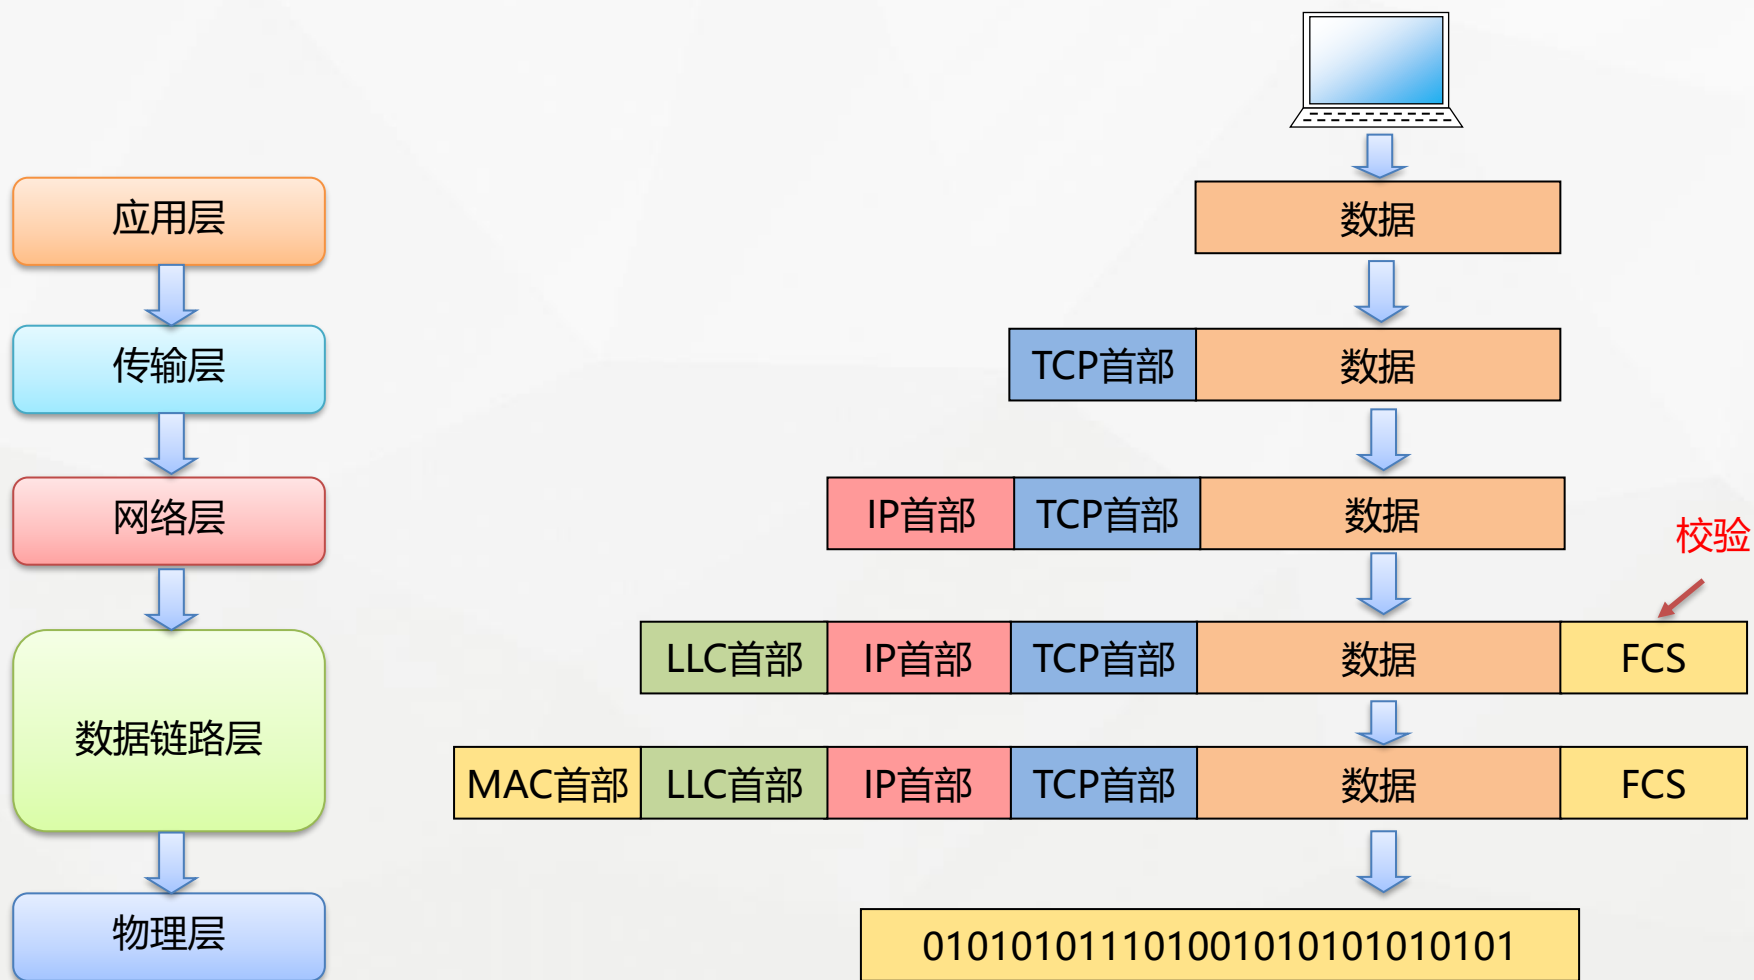 应用层
数据
传输层
TCP首部 数据
网络层
IP首部 TCP首部 数据
校验
LLC首部 IP首部 TCP首部 数据 FCS
数据链路层
MAC首部 LLC首部 IP首部 TCP首部 数据 FCS
物理层
0101010111010010101010​10101